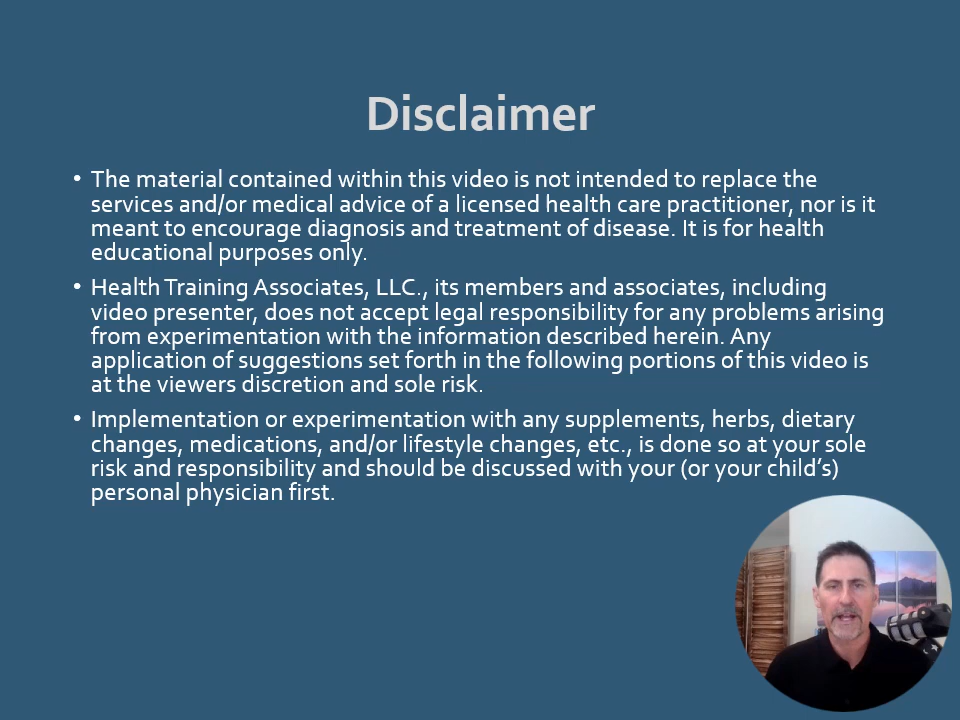 Disclaimer
• The material contained within this video is not intended to replace the
services and/or medical advice of a licensed health care practitioner, nor is it
meant to encourage diagnosis and treatment of disease. It is for health
educational purposes only.
• Health Training Associates, LLC., its members and associates, including
video presenter, does not accept legal responsibility for any problems arising
from experimentation with the information described herein. Any
application of suggestions set forth in the following portions of this video is
at the viewers discretion and sole risk.
• Implementation or experimentation with any supplements, herbs, dietary
changes, medications, and/or lifestyle changes, etc., is done so at your sole
risk and responsibility and should be discussed with your (or your child’s)
personal physician first.